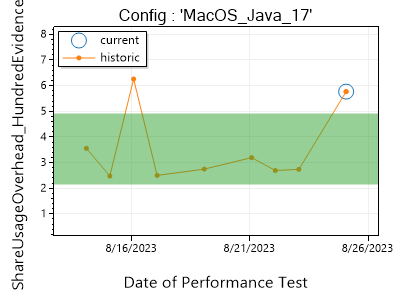 Config : 'MacOS_Java_17'
current
historic
ShareUsageOverhead_HundredEvidence
8
7
6
5
4
3
2
1
8/16/2023
8/21/2023
8/26/2023
Date of Performance Test